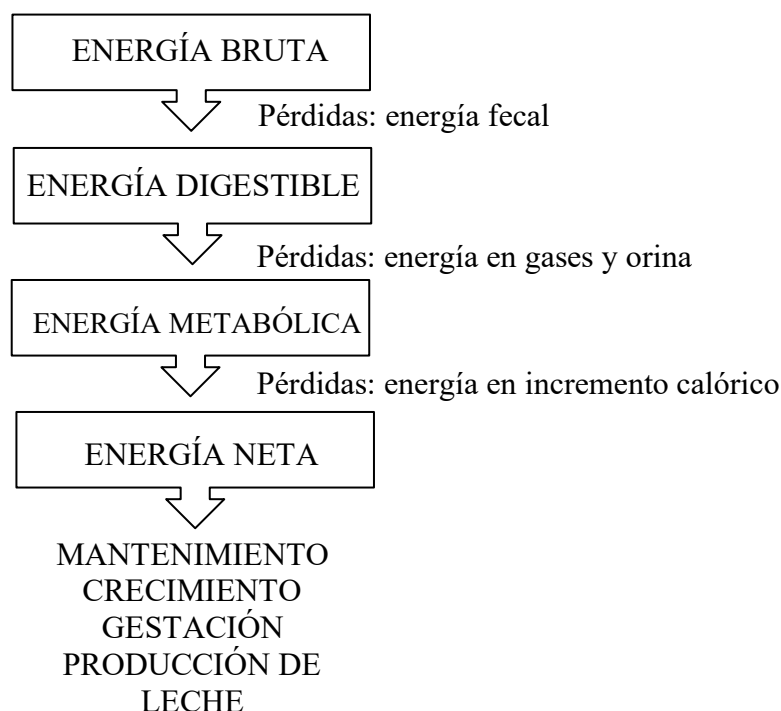 ENERGÍA BRUTA
Pérdidas: energía fecal
ENERGÍA DIGESTIBLE
Pérdidas: energía en gases y orina
ENERGÍA METABÓLICA
Pérdidas: energía en incremento calórico
ENERGÍA NETA
MANTENIMIENTO
CRECIMIENTO
GESTACIÓN
PRODUCCIÓN DE
LECHE